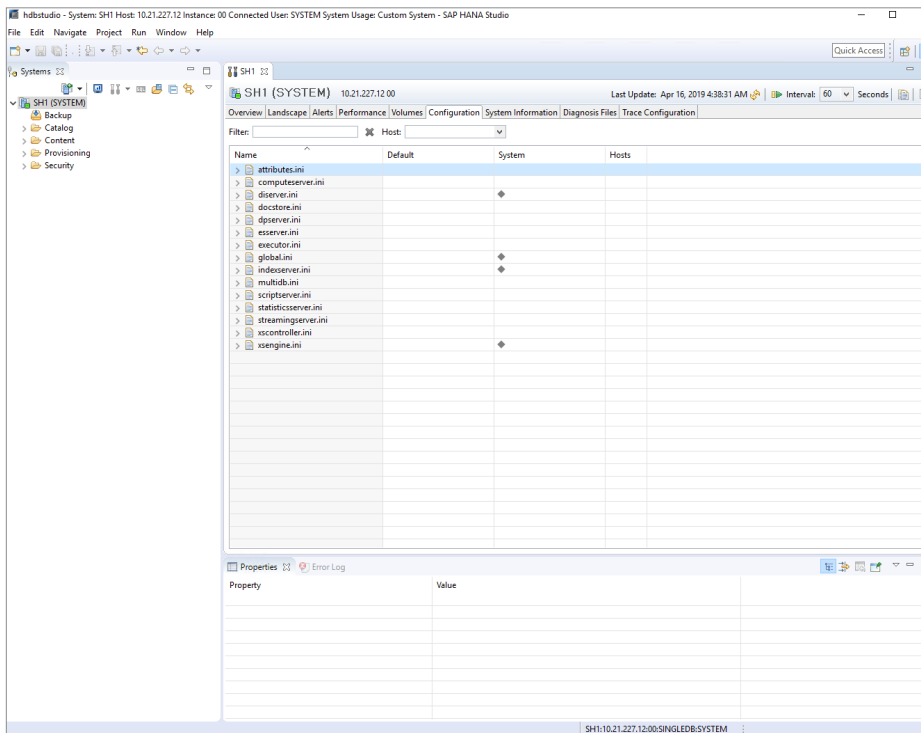 hdbstudio - System: SH1 Host: 10.21.227.12 Instance: 00 Connected User: SYSTEM System Usage: Custom System - SAP HANA Studio
File Edit Navigate Project Run Window Help
Quick Access
Systems
SH1 (SYSTEM)
Backup
Catalog
Content
Provisioning
Security
SH1
SH1 (SYSTEM) 10.21.227.12 00
Last Update: Apr 16, 2019 4:38:31 AM Interval: 60 Seconds
Overview Landscape Alerts Performance Volumes Configuration System Information Diagnosis Files Trace Configuration
Filter: Host:
Name Default System Hosts
attributes.ini
computeserver.ini
diserver.ini
docstore.ini
dpserver.ini
esserver.ini
executor.ini
global.ini
indexserver.ini
multidb.ini
scriptserver.ini
statisticsserver.ini
streamingserver.ini
xscontroller.ini
xsengine.ini
Properties Error Log
Property Value
SH1:10.21.227.12:00:SINGLEDB:SYSTEM